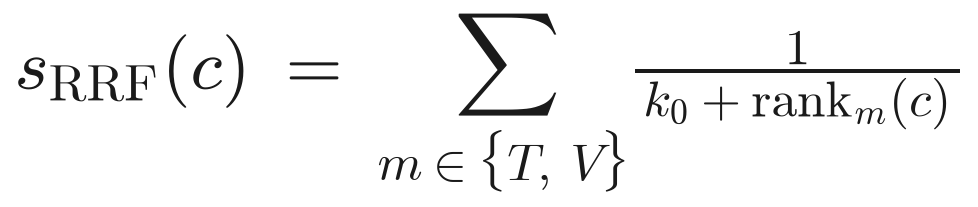 s_RRF(c) = ∑_{m ∈ {T, V}} 1 / (k_0 + rank_m(c))